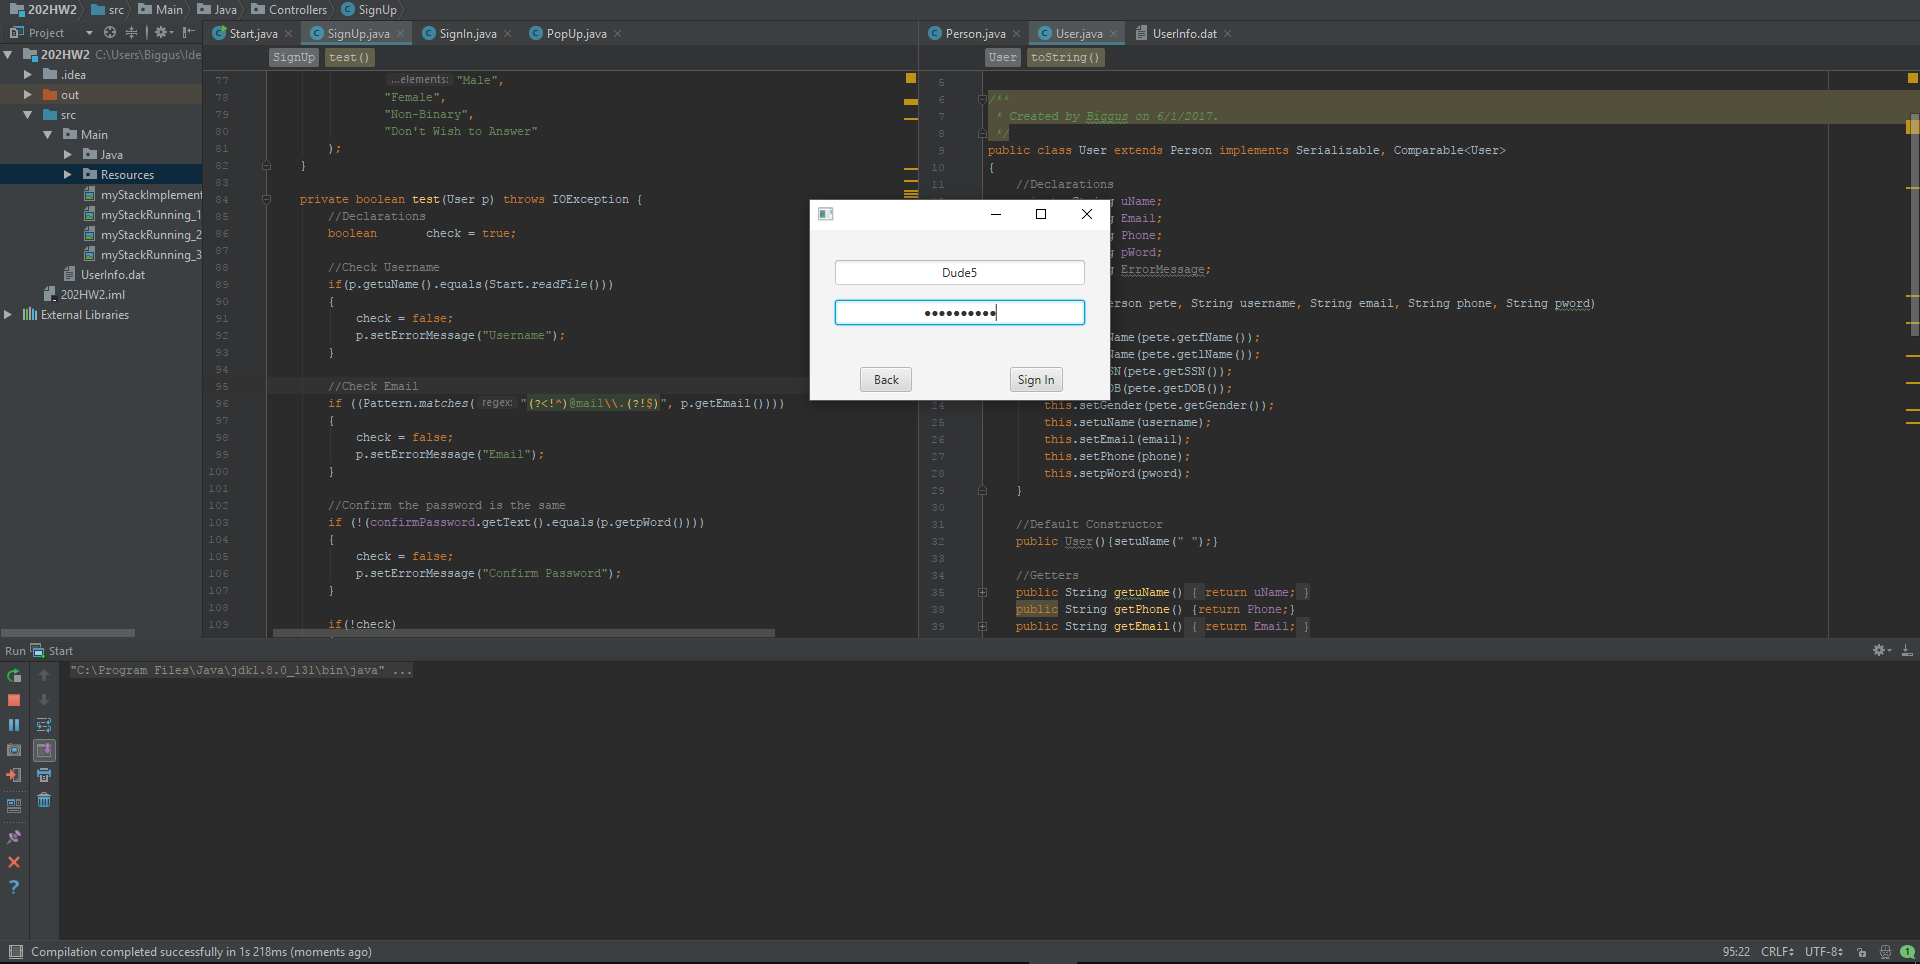 202HW2 src Main Java Controllers SignUp
Project
Start.java SignUp.java SignIn.java PopUp.java
Person.java User.java UserInfo.dat
202HW2 C:\Users\Biggus\Ide
.idea
out
src
Main
Java
Resources
myStackImplement
myStackRunning_1
myStackRunning_2
myStackRunning_3
UserInfo.dat
202HW2.iml
External Libraries
SignUp test()
77 ...elements: "Male",
78 "Female",
79 "Non-Binary",
80 "Don't Wish to Answer"
81 );
82 }
83
84 private boolean test(User p) throws IOException {
85 //Declarations
86 boolean check = true;
87
88 //Check Username
89 if(p.getuName().equals(Start.readFile()))
90 {
91 check = false;
92 p.setErrorMessage("Username");
93 }
94
95 //Check Email
96 if ((Pattern.matches( regex: "(?<!^)@mail\\.(?!$)", p.getEmail())))
97 {
98 check = false;
99 p.setErrorMessage("Email");
100 }
101
102 //Confirm the password is the same
103 if (!(confirmPassword.getText().equals(p.getpWord())))
104 {
105 check = false;
106 p.setErrorMessage("Confirm Password");
107 }
108
109 if(!check)
User toString()
5
6 /**
7 * Created by Biggus on 6/1/2017.
8 */
9 public class User extends Person implements Serializable, Comparable<User>
10 {
11 //Declarations
uName;
Email;
Phone;
pWord;
ErrorMessage;
erson pete, String username, String email, String phone, String pword)
Name(pete.getfName());
Name(pete.getlName());
SN(pete.getSSN());
OB(pete.getDOB());
24 this.setGender(pete.getGender());
25 this.setuName(username);
26 this.setEmail(email);
27 this.setPhone(phone);
28 this.setpWord(pword);
29 }
30
31 //Default Constructor
32 public User(){setuName(" ");}
33
34 //Getters
35 public String getuName() { return uName; }
38 public String getPhone() {return Phone;}
39 public String getEmail() { return Email; }
Dude5
••••••••••
Back Sign In
Run Start
"C:\Program Files\Java\jdk1.8.0_131\bin\java" ...
Compilation completed successfully in 1s 218ms (moments ago)
95:22 CRLF UTF-8 1